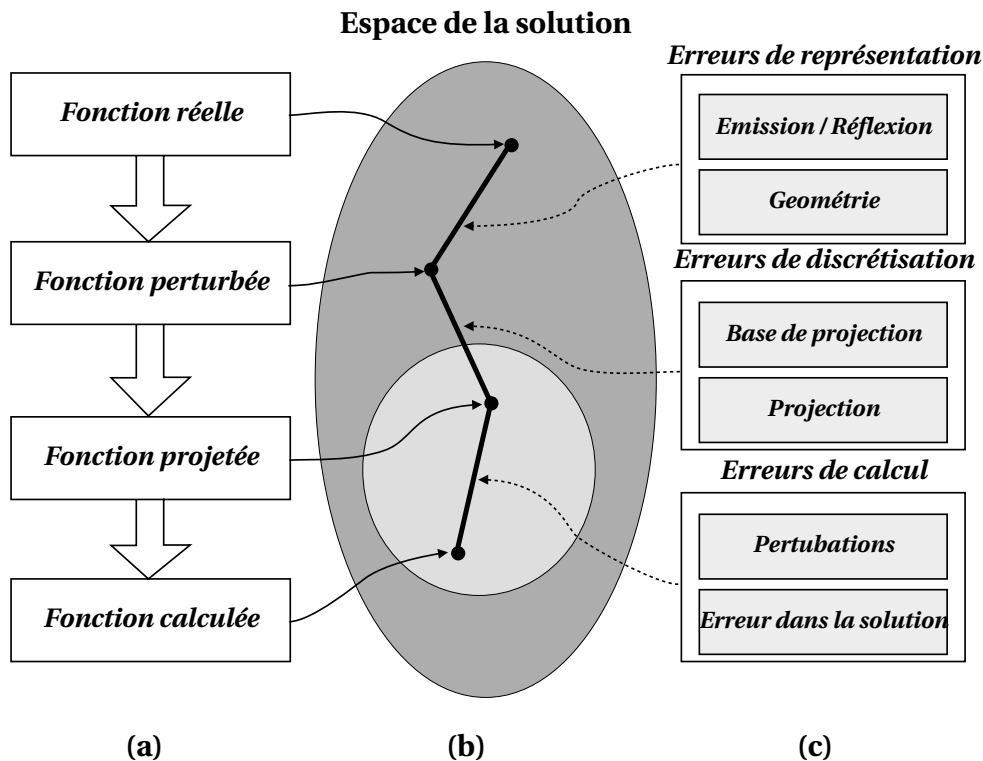 Espace de la solution
Fonction réelle
Fonction perturbée
Fonction projetée
Fonction calculée
Erreurs de représentation
Emission / Réflexion
Geométrie
Erreurs de discrétisation
Base de projection
Projection
Erreurs de calcul
Pertubations
Erreur dans la solution
(a)
(b)
(c)